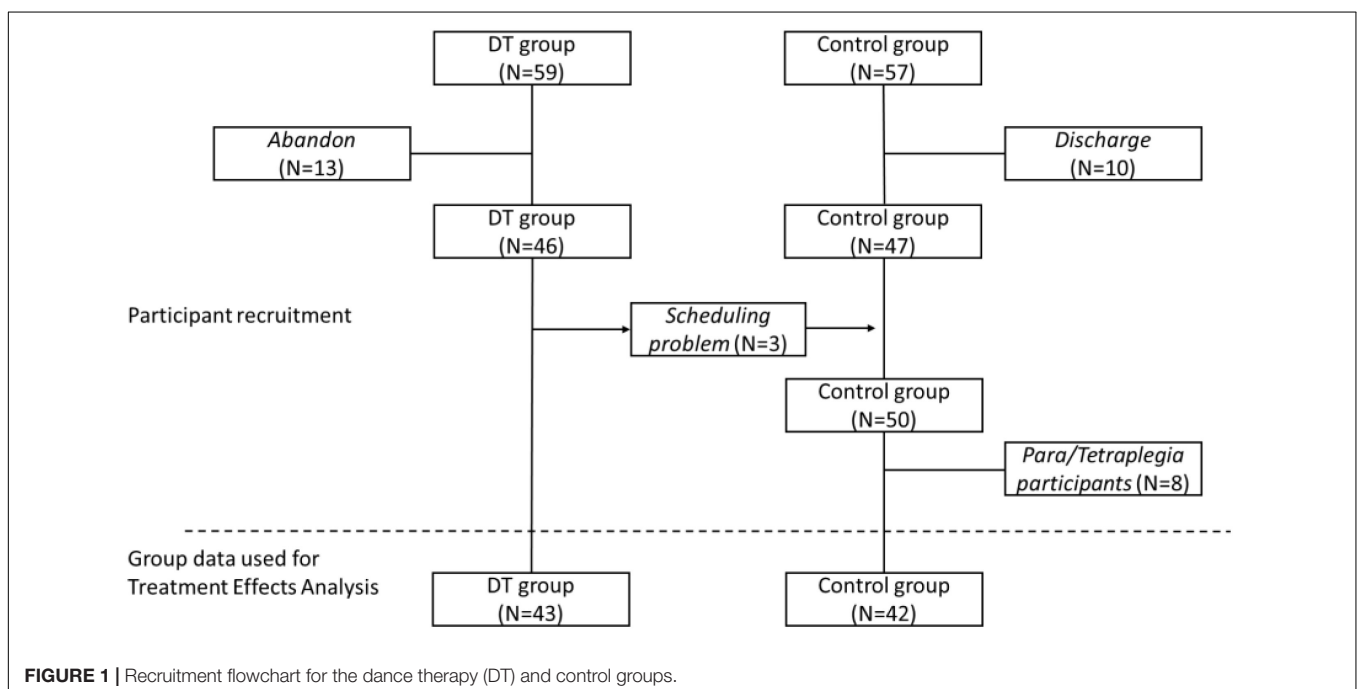 DT group
(N=59)
Control group
(N=57)
Abandon
(N=13)
Discharge
(N=10)
DT group
(N=46)
Control group
(N=47)
Participant recruitment
Scheduling
problem (N=3)
Control group
(N=50)
Para/Tetraplegia
participants (N=8)
Group data used for
Treatment Effects Analysis
DT group
(N=43)
Control group
(N=42)
FIGURE 1 | Recruitment flowchart for the dance therapy (DT) and control groups.